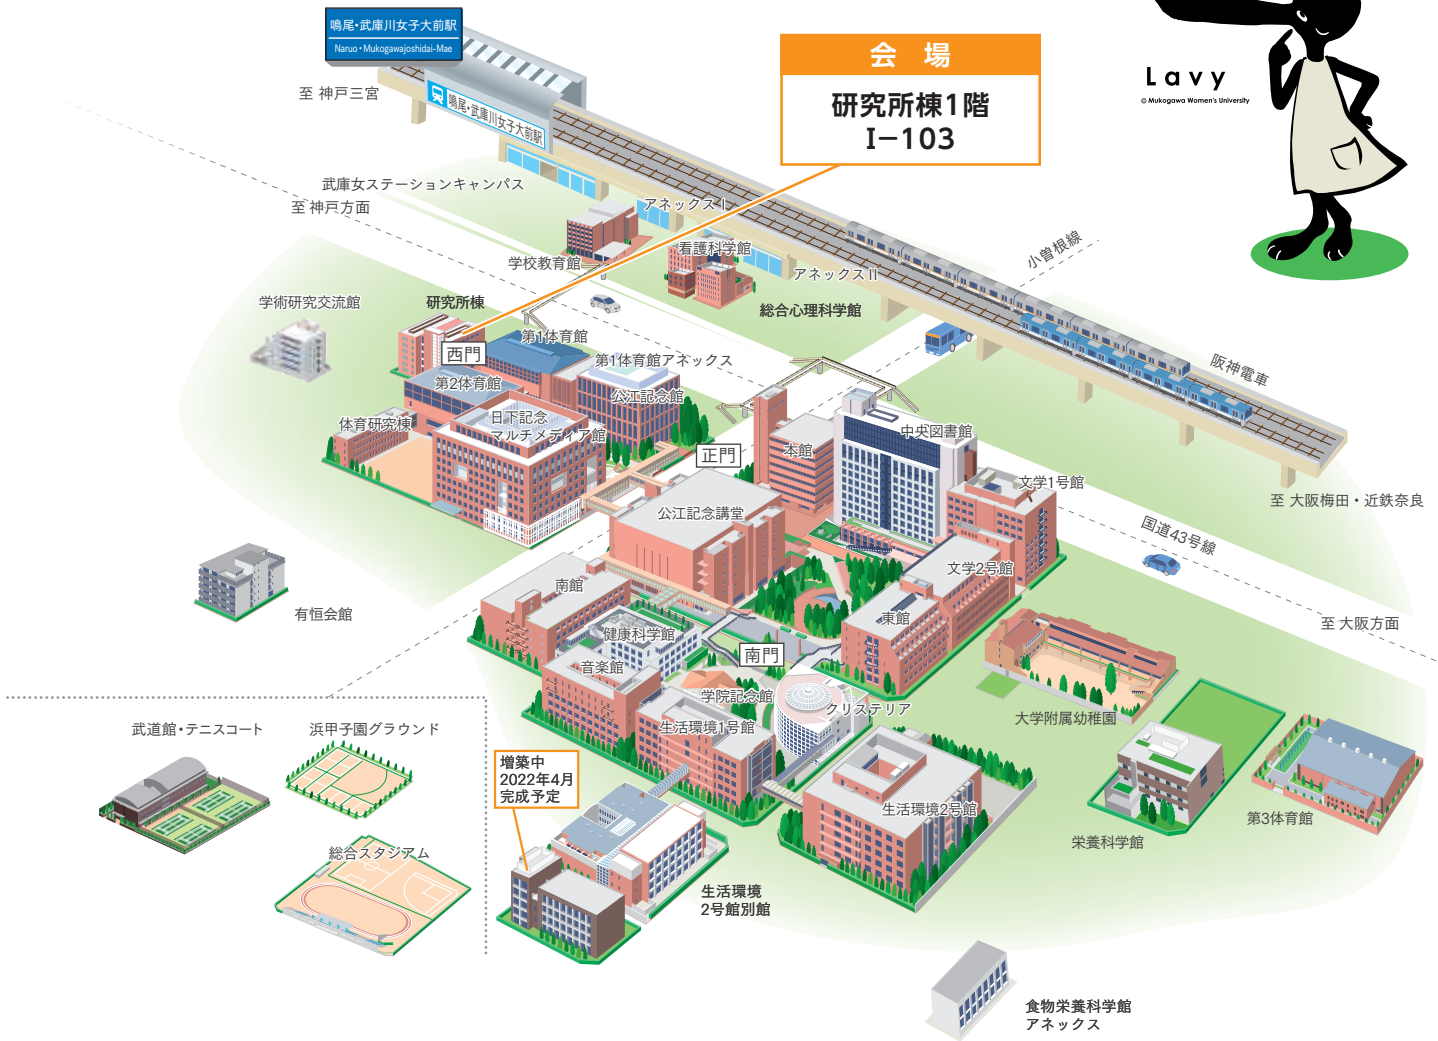 鳴尾・武庫川女子大前駅
Naruo・Mukogawajoshidai-Mae
会 場
研究所棟1階
I−103
Lavy
© Mukogawa Women's University
至 神戸三宮
鳴尾・武庫川女子大前駅
武庫女ステーションキャンパス
至 神戸方面
アネックスI
小曽根線
学校教育館
看護科学館
アネックスII
学術研究交流館
研究所棟
総合心理科学館
西門
第1体育館
第1体育館アネックス
阪神電車
第2体育館
公江記念館
体育研究棟
日下記念
マルチメディア館
中央図書館
本館
正門
文学1号館
至 大阪梅田・近鉄奈良
公江記念講堂
国道43号線
文学2号館
南館
有恒会館
東館
至 大阪方面
健康科学館
南門
音楽館
学院記念館
クリステリア
大学附属幼稚園
生活環境1号館
武道館・テニスコート
浜甲子園グラウンド
増築中
2022年4月
完成予定
生活環境2号館
第3体育館
栄養科学館
総合スタジアム
生活環境
2号館別館
食物栄養科学館
アネックス